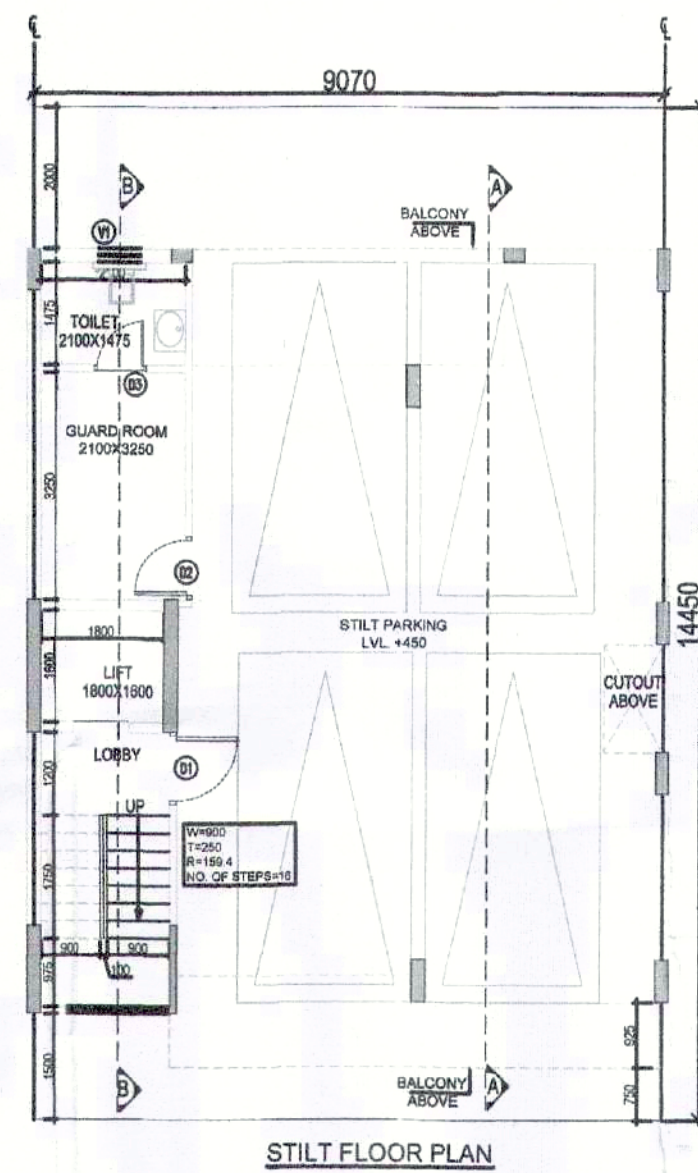 ℄
℄
9070
2000
B
A
BALCONY
ABOVE
V1
1475
TOILET
2100X1475
D3
GUARD ROOM
2100X3250
3250
D2
STILT PARKING
LVL. +450
14450
1800
1800
LIFT
1800X1800
CUTOUT
ABOVE
LOBBY
D1
1200
UP
W=900
T=250
R=159.4
NO. OF STEPS=16
1750
900
900
100
975
925
1500
750
B
A
BALCONY
ABOVE
STILT FLOOR PLAN